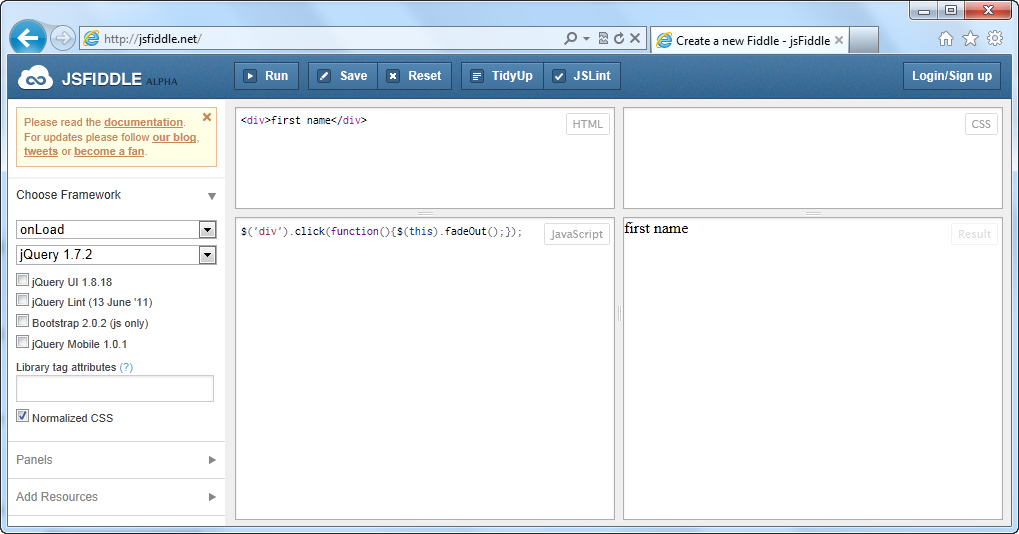 http://jsfiddle.net/
Create a new Fiddle - jsFiddle
JSFIDDLE ALPHA
Run
Save
Reset
TidyUp
JSLint
Login/Sign up
Please read the documentation.
For updates please follow our blog,
tweets or become a fan.
Choose Framework
onLoad
jQuery 1.7.2
jQuery UI 1.8.18
jQuery Lint (13 June '11)
Bootstrap 2.0.2 (js only)
jQuery Mobile 1.0.1
Library tag attributes (?)
Normalized CSS
Panels
Add Resources
<div>first name</div>
HTML
CSS
$('div').click(function(){$(this).fadeOut();});
JavaScript
first name
Result